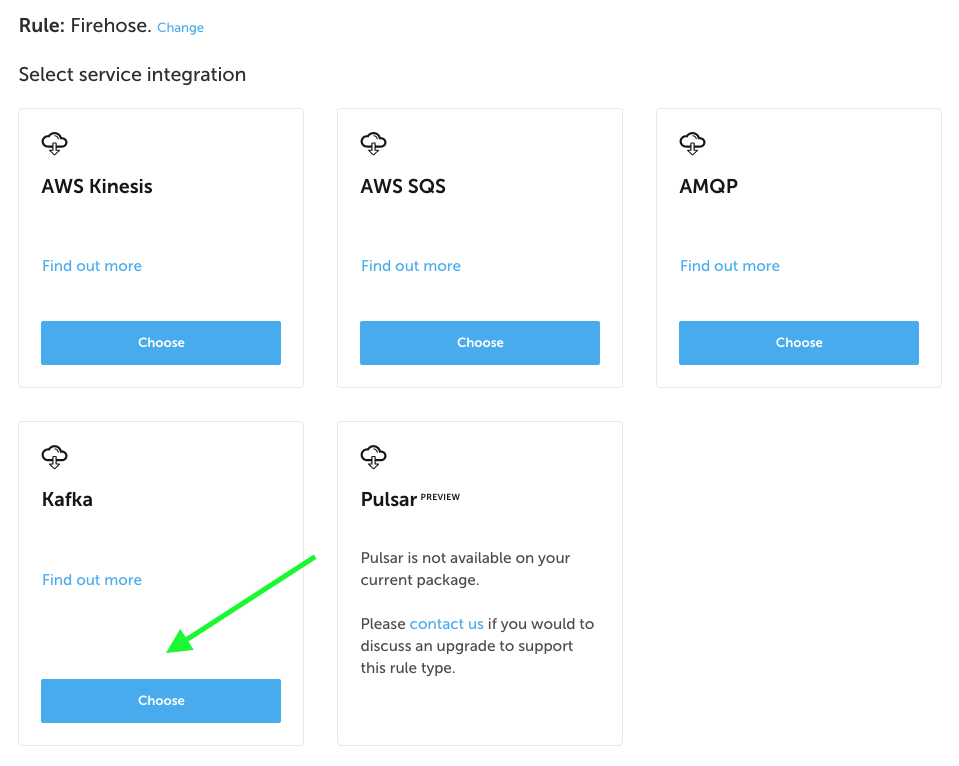 Rule: Firehose. Change
Select service integration
AWS Kinesis
Find out more
Choose
AWS SQS
Find out more
Choose
AMQP
Find out more
Choose
Kafka
Find out more
Choose
Pulsar PREVIEW
Pulsar is not available on your
current package.
Please contact us if you would to
discuss an upgrade to support
this rule type.